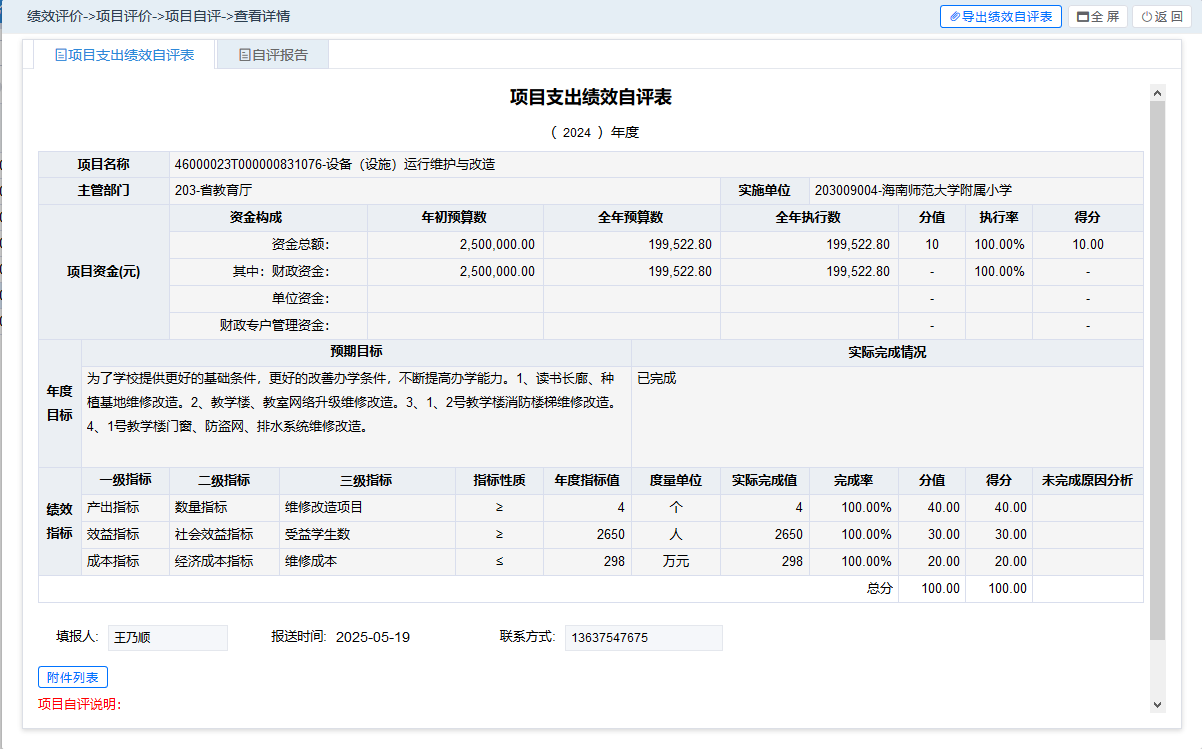 绩效评价->项目评价->项目自评->查看详情
导出绩效自评表 全 屏 返 回
项目支出绩效自评表 自评报告
项目支出绩效自评表
（ 2024 ）年度
项目名称 46000023T000000831076-设备（设施）运行维护与改造
主管部门 203-省教育厅 实施单位 203009004-海南师范大学附属小学
项目资金(元) 资金构成 年初预算数 全年预算数 全年执行数 分值 执行率 得分
资金总额: 2,500,000.00 199,522.80 199,522.80 10 100.00% 10.00
其中：财政资金: 2,500,000.00 199,522.80 199,522.80 - 100.00% -
单位资金: - -
财政专户管理资金: - -
年度目标 预期目标 实际完成情况
为了学校提供更好的基础条件，更好的改善办学条件，不断提高办学能力。1、读书长廊、种 已完成
植基地维修改造。2、教学楼、教室网络升级维修改造。3、1、2号教学楼消防楼梯维修改造。
4、1号教学楼门窗、防盗网、排水系统维修改造。
绩效指标 一级指标 二级指标 三级指标 指标性质 年度指标值 度量单位 实际完成值 完成率 分值 得分 未完成原因分析
产出指标 数量指标 维修改造项目 ≥ 4 个 4 100.00% 40.00 40.00
效益指标 社会效益指标 受益学生数 ≥ 2650 人 2650 100.00% 30.00 30.00
成本指标 经济成本指标 维修成本 ≤ 298 万元 298 100.00% 20.00 20.00
总分 100.00 100.00
填报人: 王乃顺 报送时间: 2025-05-19 联系方式: 13637547675
附件列表
项目自评说明: